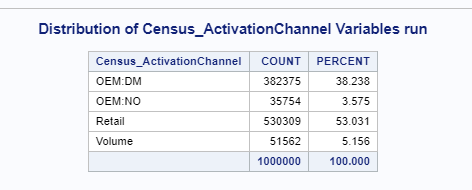 Distribution of Census_ActivationChannel Variables run
Census_ActivationChannel COUNT PERCENT
OEM:DM 382375 38.238
OEM:NO 35754 3.575
Retail 530309 53.031
Volume 51562 5.156
1000000 100.000